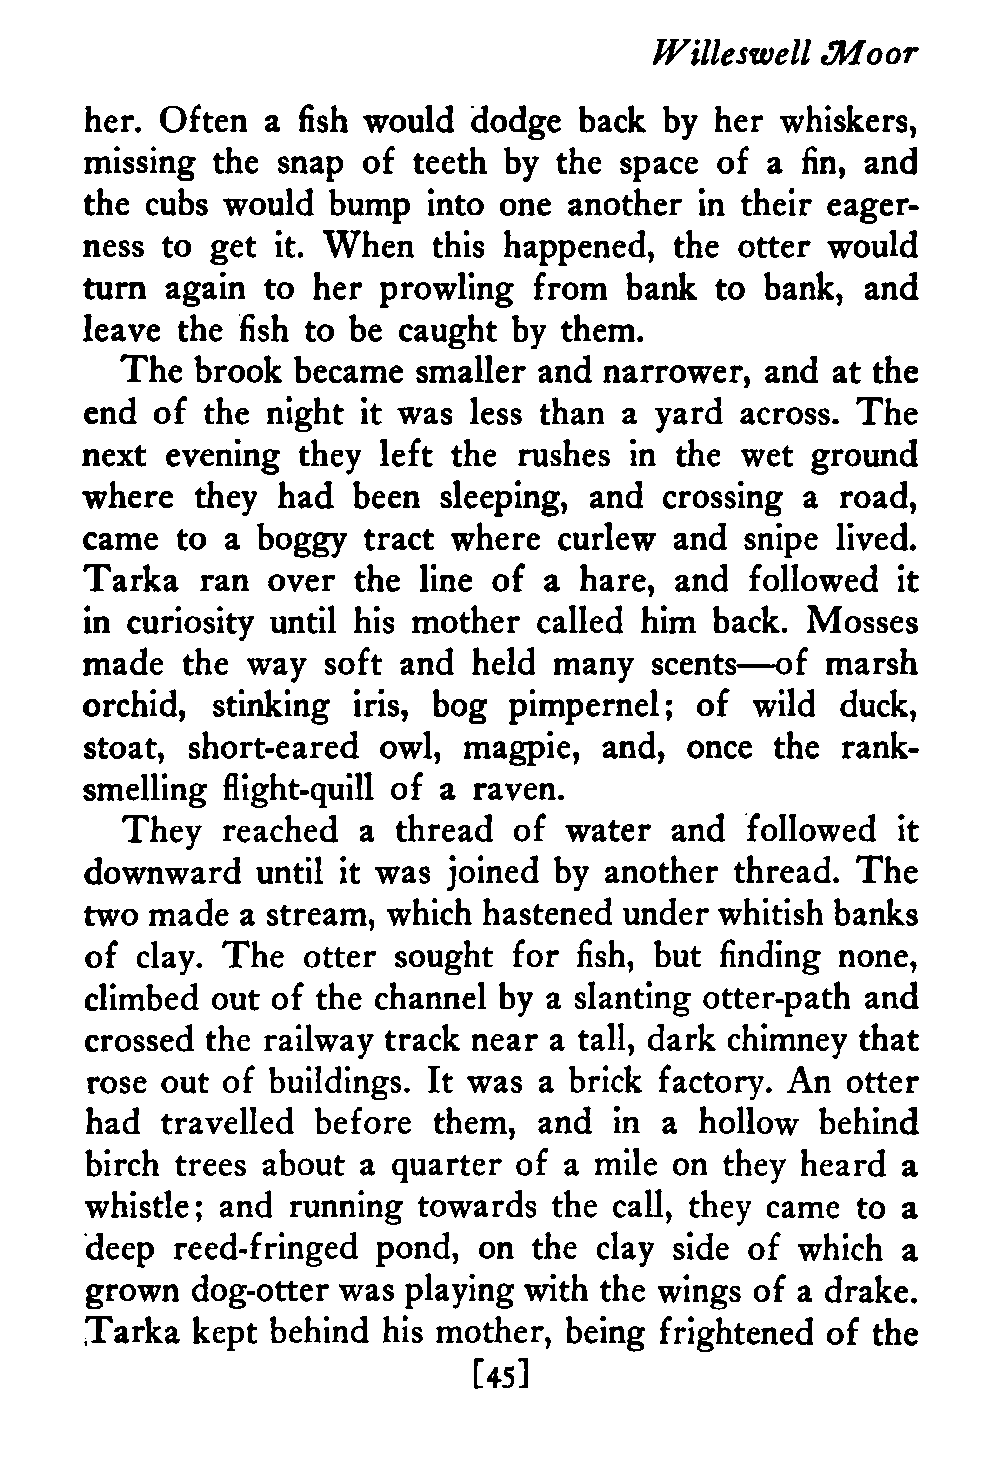 Willeswell Moor
her. Often a fish would dodge back by her whiskers,
missing the snap of teeth by the space of a fin, and
the cubs would bump into one another in their eager-
ness to get it. When this happened, the otter would
turn again to her prowling from bank to bank, and
leave the fish to be caught by them.
The brook became smaller and narrower, and at the
end of the night it was less than a yard across. The
next evening they left the rushes in the wet ground
where they had been sleeping, and crossing a road,
came to a boggy tract where curlew and snipe lived.
Tarka ran over the line of a hare, and followed it
in curiosity until his mother called him back. Mosses
made the way soft and held many scents—of marsh
orchid, stinking iris, bog pimpernel; of wild duck,
stoat, short-eared owl, magpie, and, once the rank-
smelling flight-quill of a raven.
They reached a thread of water and followed it
downward until it was joined by another thread. The
two made a stream, which hastened under whitish banks
of clay. The otter sought for fish, but finding none,
climbed out of the channel by a slanting otter-path and
crossed the railway track near a tall, dark chimney that
rose out of buildings. It was a brick factory. An otter
had travelled before them, and in a hollow behind
birch trees about a quarter of a mile on they heard a
whistle; and running towards the call, they came to a
deep reed-fringed pond, on the clay side of which a
grown dog-otter was playing with the wings of a drake.
Tarka kept behind his mother, being frightened of the
[45]